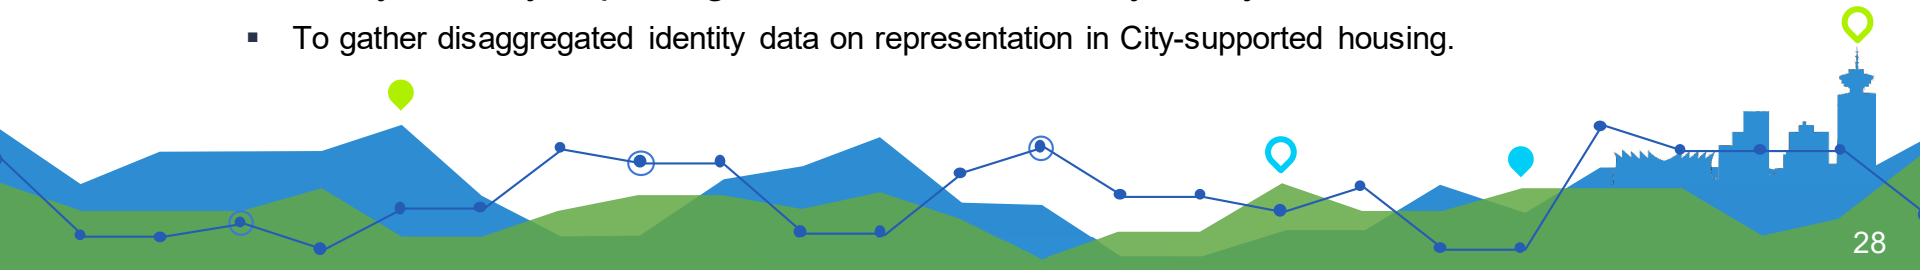 ▪ To gather disaggregated identity data on representation in City-supported housing.
28